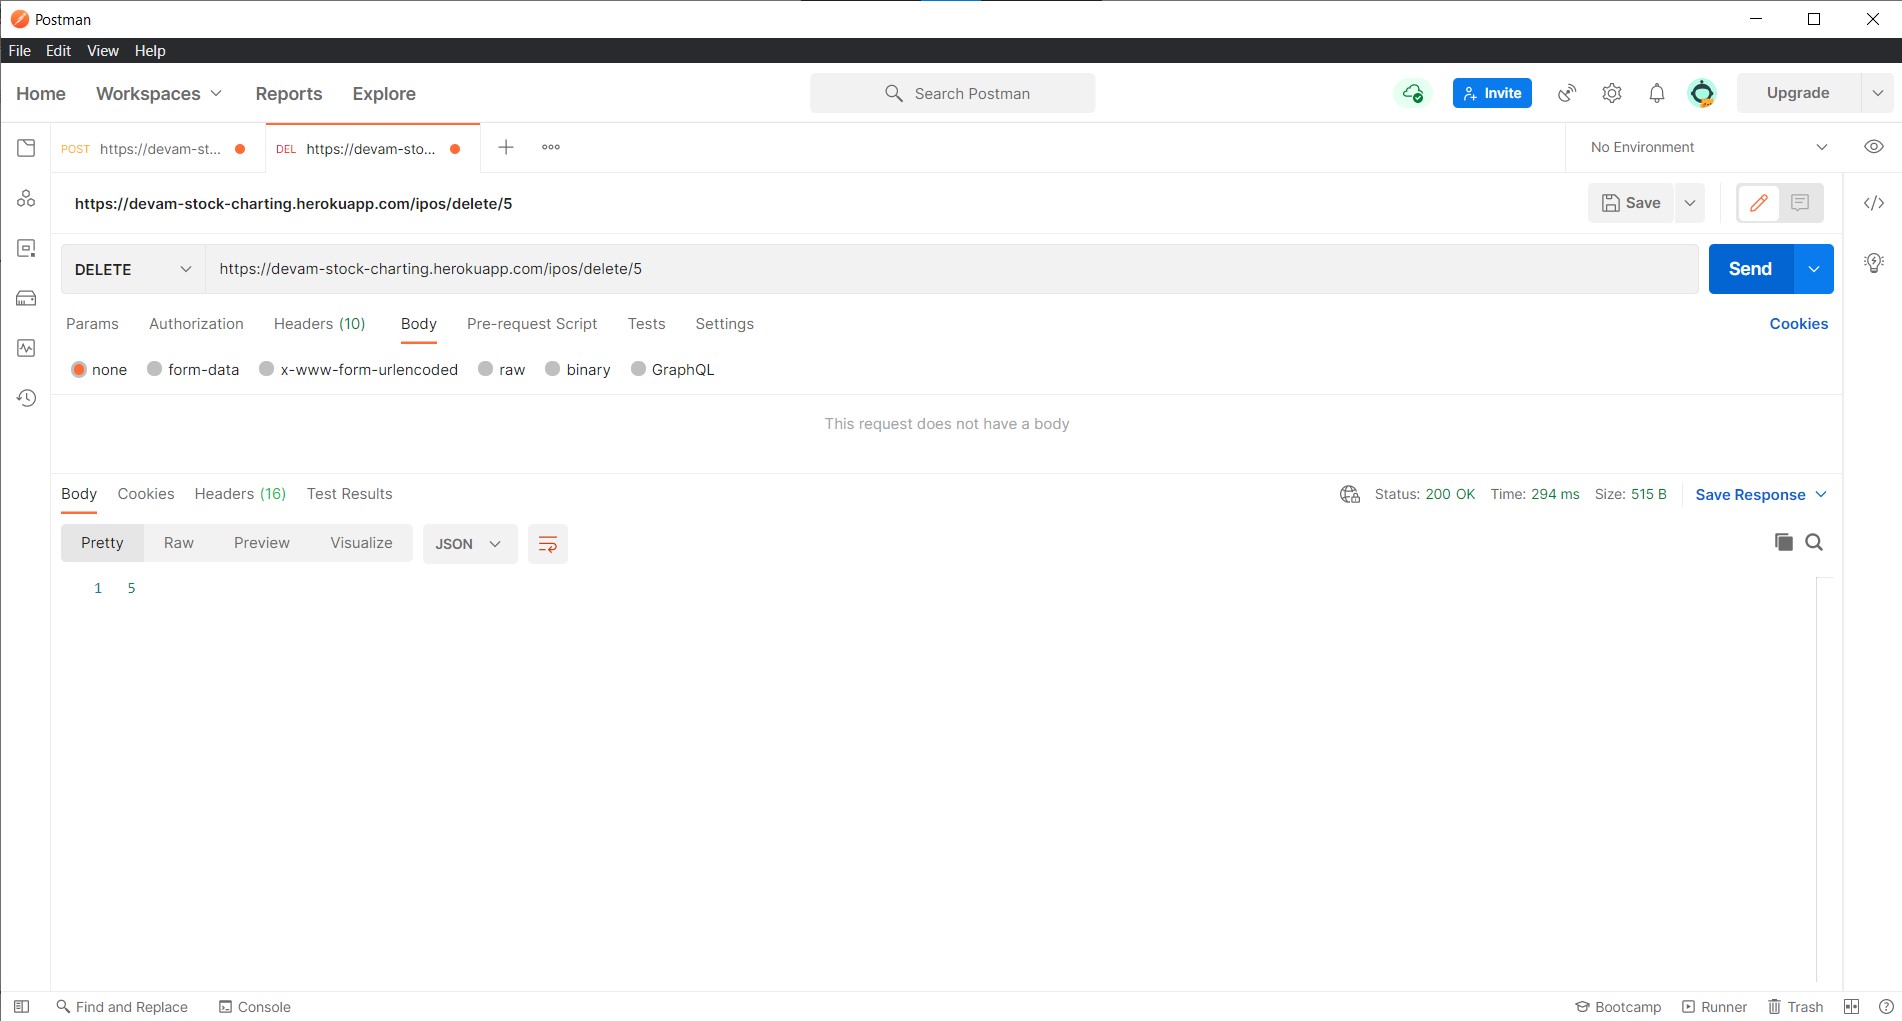 Postman
File Edit View Help
Home Workspaces Reports Explore Search Postman Invite Upgrade
POST https://devam-st... DEL https://devam-sto... No Environment
https://devam-stock-charting.herokuapp.com/ipos/delete/5 Save
DELETE https://devam-stock-charting.herokuapp.com/ipos/delete/5 Send
Params Authorization Headers (10) Body Pre-request Script Tests Settings Cookies
none form-data x-www-form-urlencoded raw binary GraphQL
This request does not have a body
Body Cookies Headers (16) Test Results Status: 200 OK Time: 294 ms Size: 515 B Save Response
Pretty Raw Preview Visualize JSON
1 5
Find and Replace Console Bootcamp Runner Trash